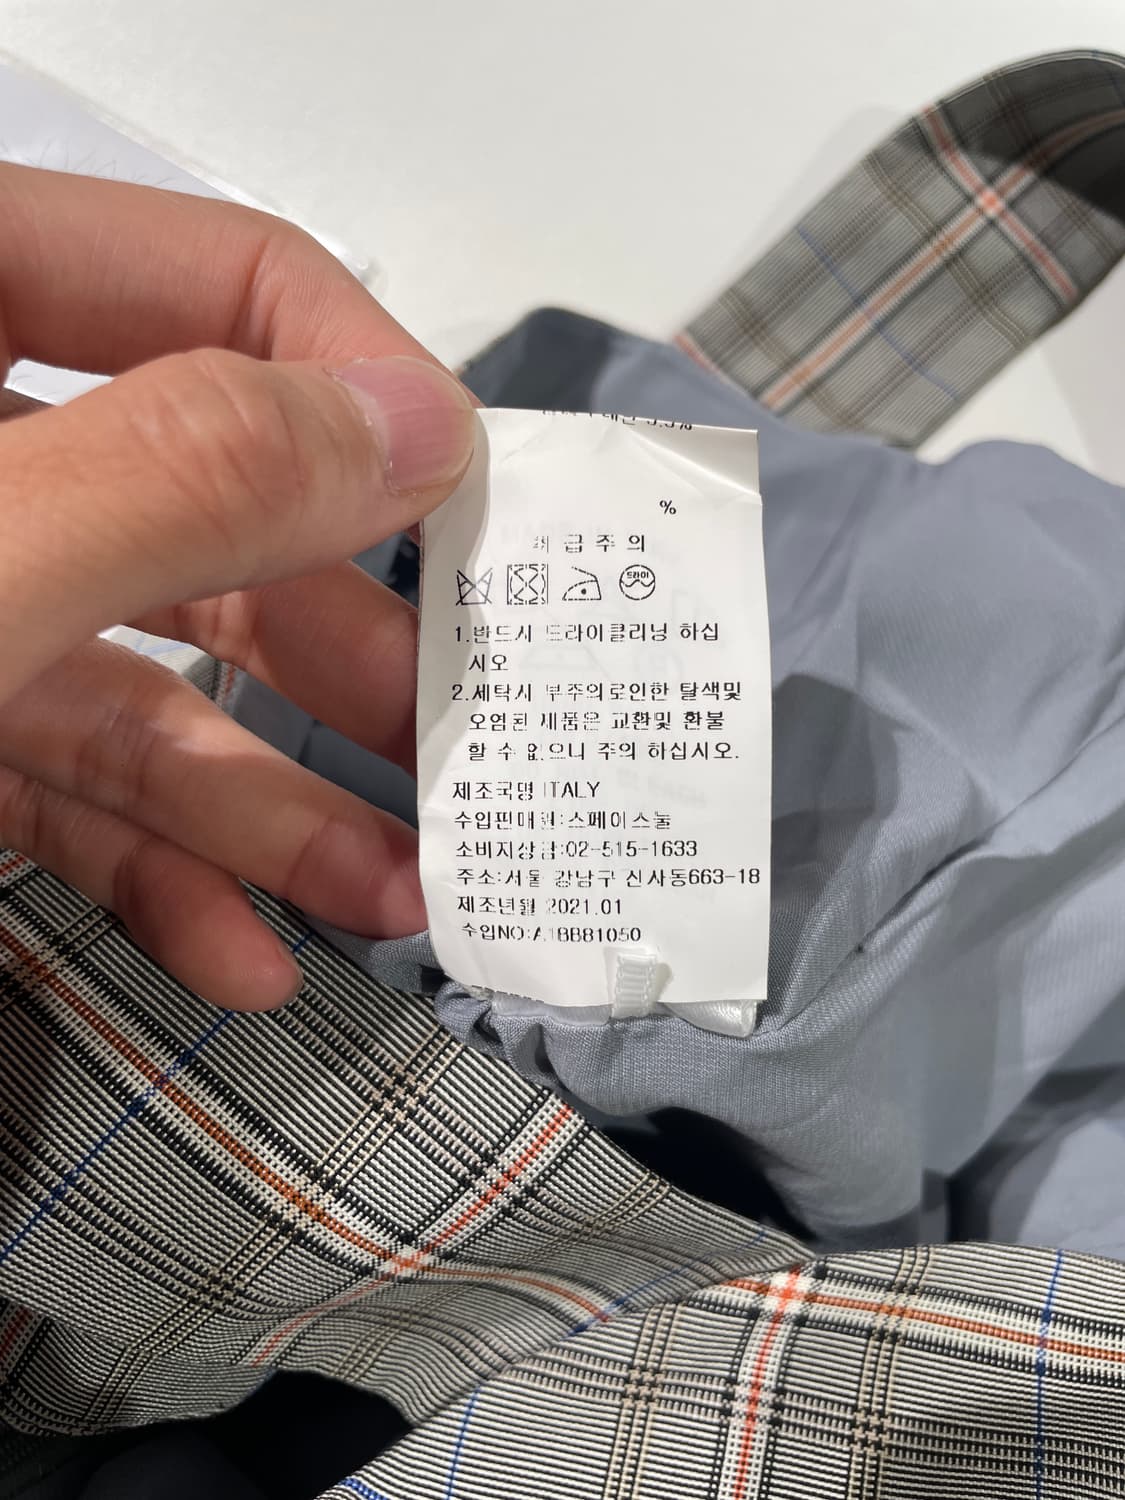 %
취급주의
드라이
1.반드시 드라이클리닝 하십
시오
2.세탁시 부주의로인한 탈색및
오염된 제품은 교환및 환불
할 수 없으니 주의 하십시오.
제조국명 ITALY
수입판매원:스페이스눌
소비자상담:02-515-1633
주소:서울 강남구 신사동663-18
제조년월 2021.01
수입NO:A1BB81050